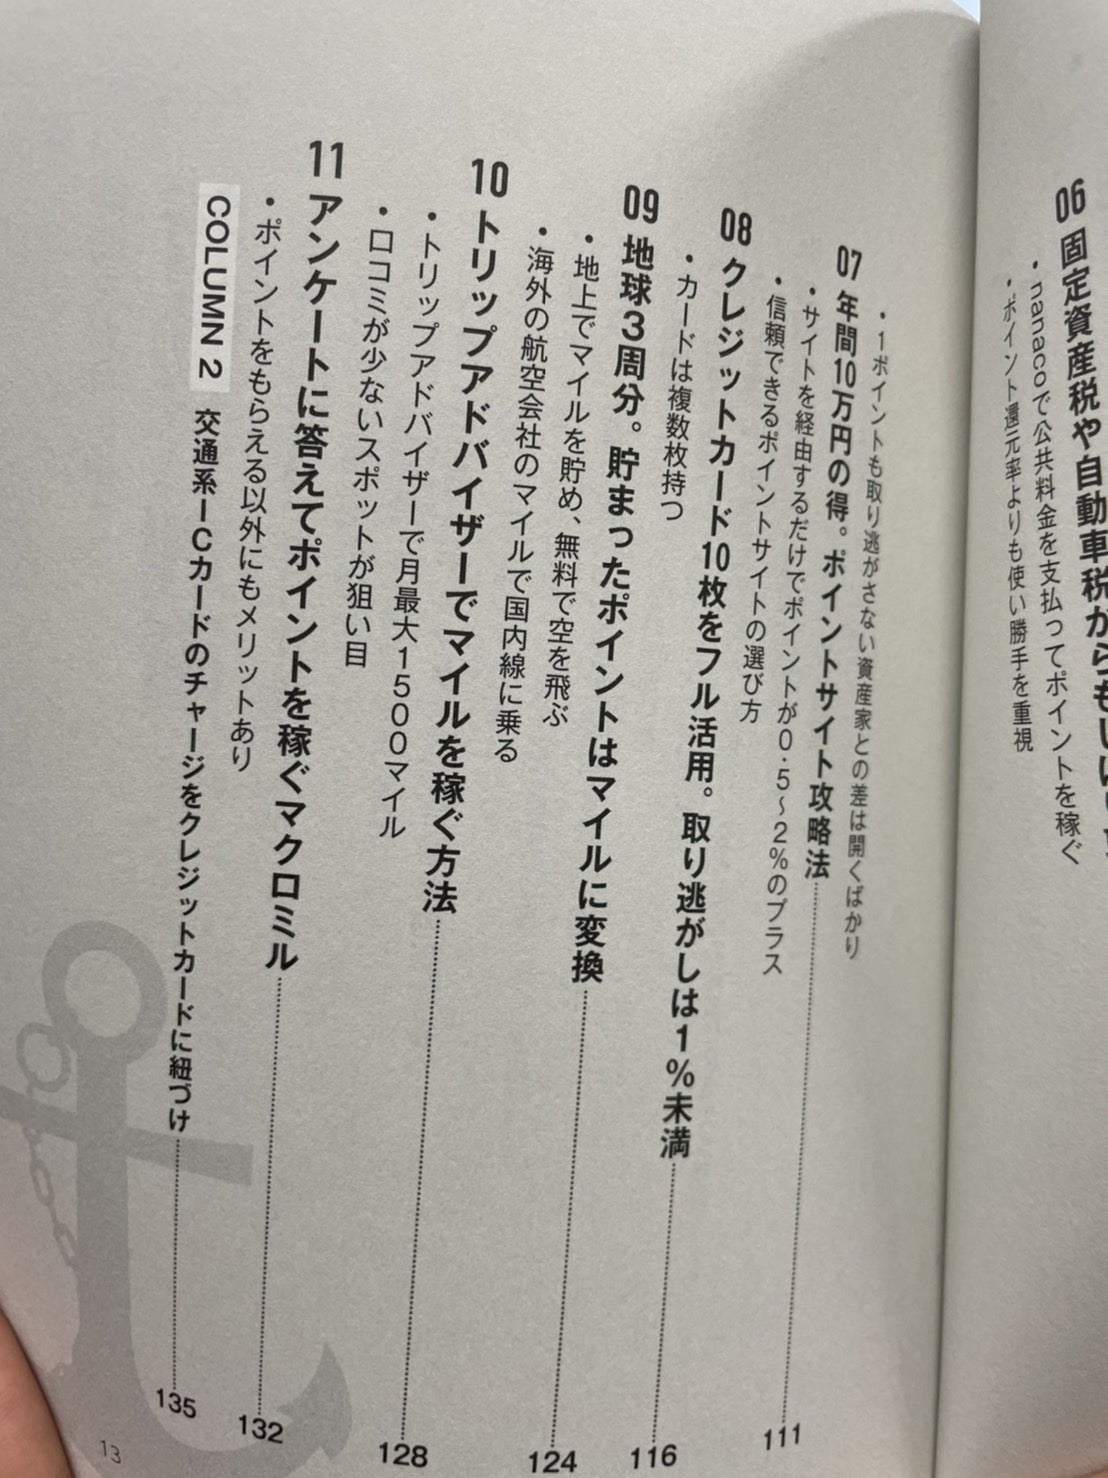 06 固定資産税や自動車税からも
・nanacoで公共料金を支払ってポイントを稼ぐ
・ポイント還元率よりも使い勝手を重視
・1ポイントも取り逃がさない資産家との差は開くばかり
07 年間10万円の得。ポイントサイト攻略法 111
・サイトを経由するだけでポイントが0.5〜2%のプラス
・信頼できるポイントサイトの選び方
08 クレジットカード10枚をフル活用。取り逃がしは1%未満 116
・カードは複数枚持つ
09 地球3周分。貯まったポイントはマイルに変換 124
・地上でマイルを貯め、無料で空を飛ぶ
・海外の航空会社のマイルで国内線に乗る
10 トリップアドバイザーでマイルを稼ぐ方法 128
・トリップアドバイザーで月最大1500マイル
・口コミが少ないスポットが狙い目
11 アンケートに答えてポイントを稼ぐマクロミル 132
・ポイントをもらえる以外にもメリットあり
COLUMN 2 交通系ICカードのチャージをクレジットカードに紐づけ 135
13